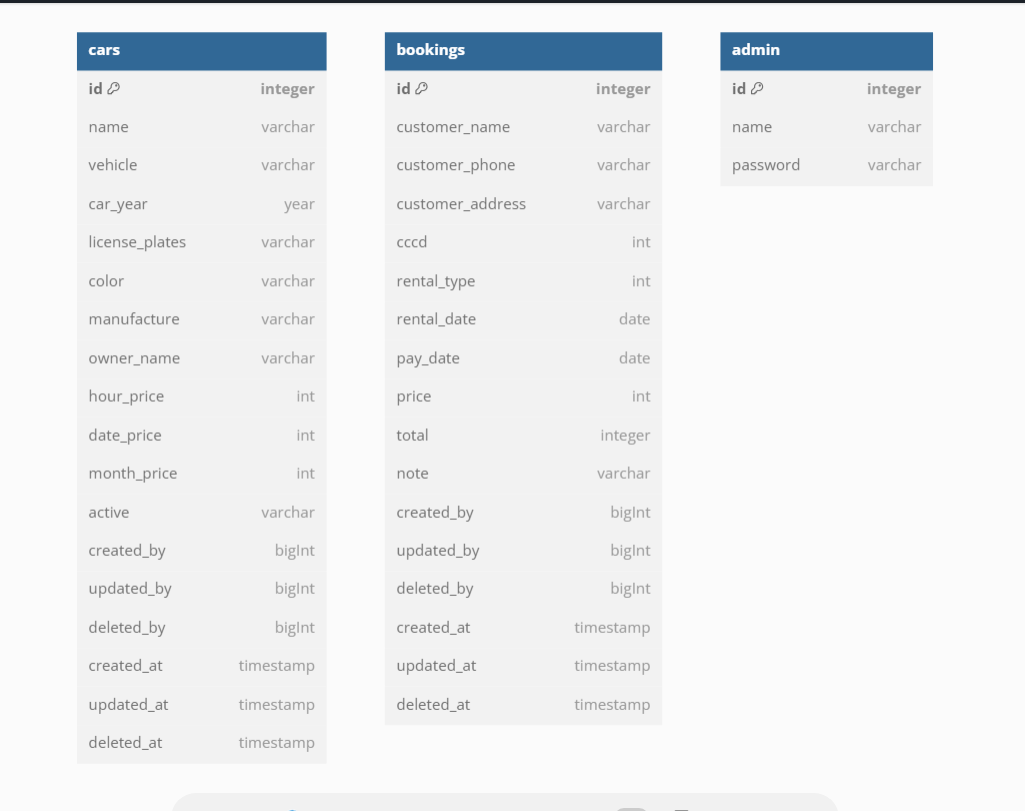 cars
id integer
name varchar
vehicle varchar
car_year year
license_plates varchar
color varchar
manufacture varchar
owner_name varchar
hour_price int
date_price int
month_price int
active varchar
created_by bigInt
updated_by bigInt
deleted_by bigInt
created_at timestamp
updated_at timestamp
deleted_at timestamp
bookings
id integer
customer_name varchar
customer_phone varchar
customer_address varchar
cccd int
rental_type int
rental_date date
pay_date date
price int
total integer
note varchar
created_by bigInt
updated_by bigInt
deleted_by bigInt
created_at timestamp
updated_at timestamp
deleted_at timestamp
admin
id integer
name varchar
password varchar